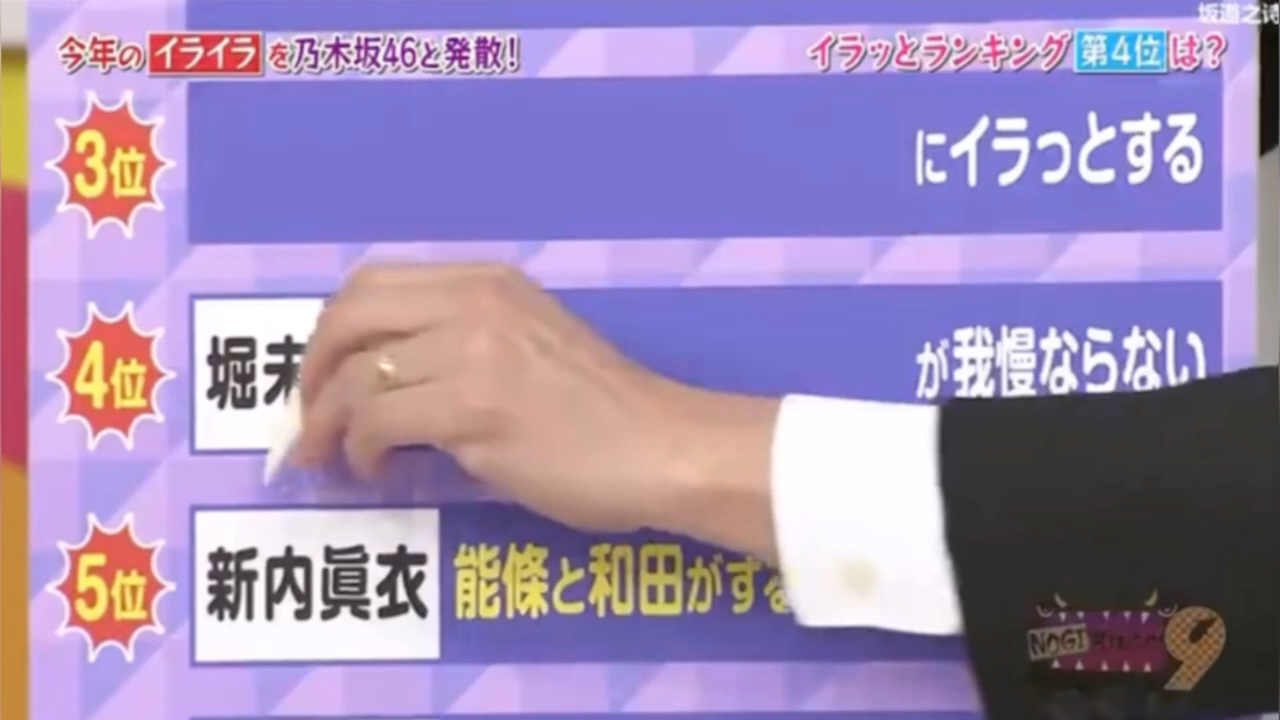 坂道之诗
今年のイライラを乃木坂46と発散!
イラッとランキング第4位は?
3位 にイラっとする
4位 堀未 が我慢ならない
5位 新内眞衣 能條と和田がする
NOGI
9